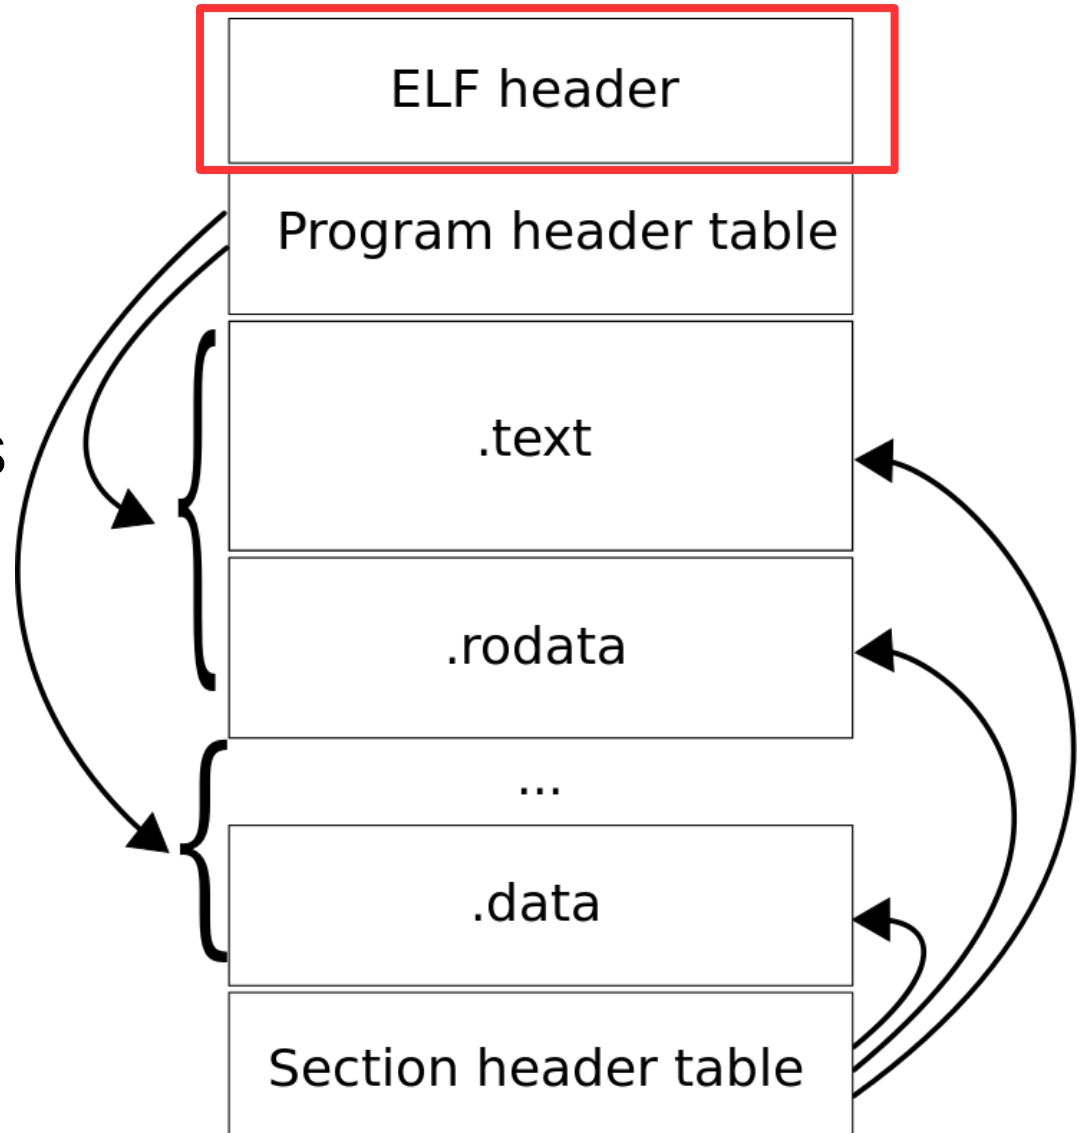 ELF header
Program header table
.text
s
.rodata
...
.data
Section header table